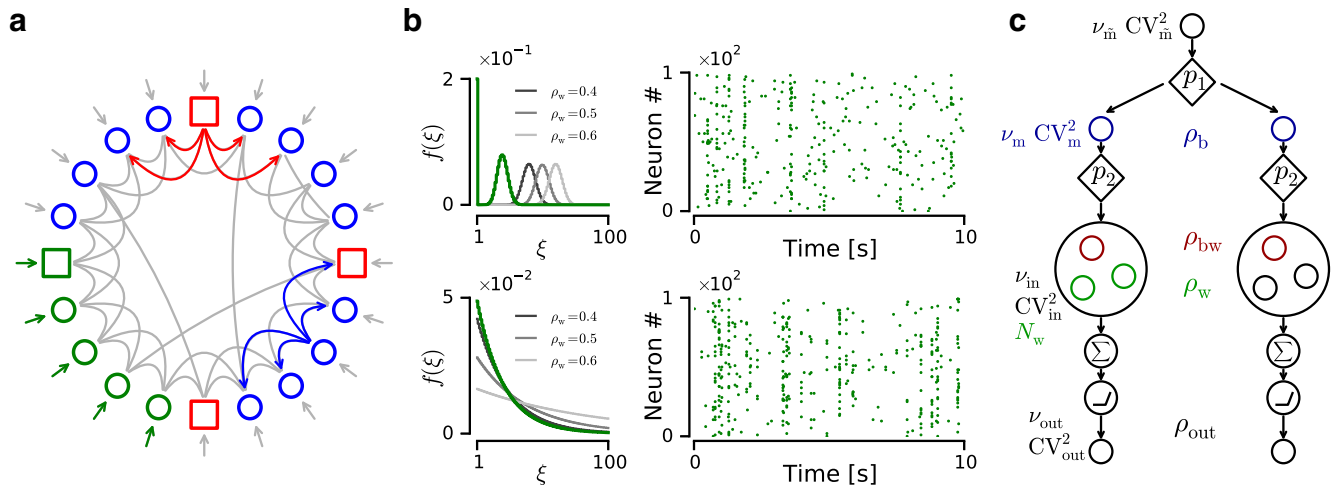 a
b
×10⁻¹
2
f(ξ)
0
1
ξ
100
ρw=0.4
ρw=0.5
ρw=0.6
×10²
1
Neuron #
0
0
Time [s]
10
×10⁻²
5
f(ξ)
0
1
ξ
100
ρw=0.4
ρw=0.5
ρw=0.6
×10²
1
Neuron #
0
0
Time [s]
10
c
νm̃ CV²m̃
p₁
νm CV²m
ρb
p₂
p₂
ρbw
νin
CV²in
ρw
Nw
Σ
Σ
νout
CV²out
ρout